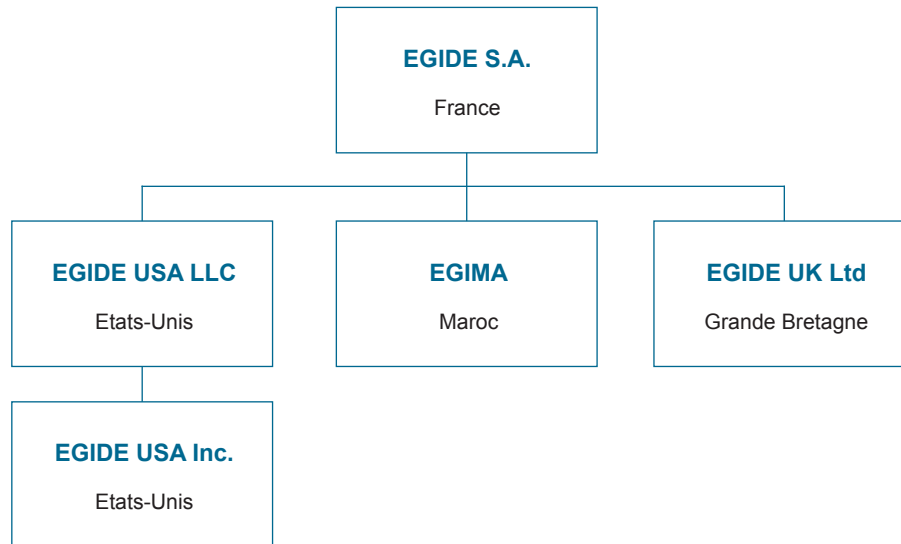 EGIDE S.A.
France
EGIDE USA LLC
Etats-Unis
EGIMA
Maroc
EGIDE UK Ltd
Grande Bretagne
EGIDE USA Inc.
Etats-Unis